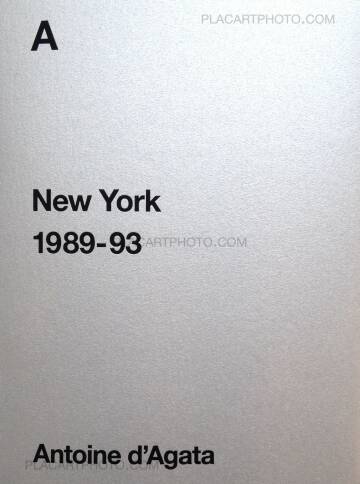 PLACARTPHOTO.COM
A
New York
1989-93
PLACARTPHOTO.COM
Antoine d'Agata
PLACARTPHOTO.COM